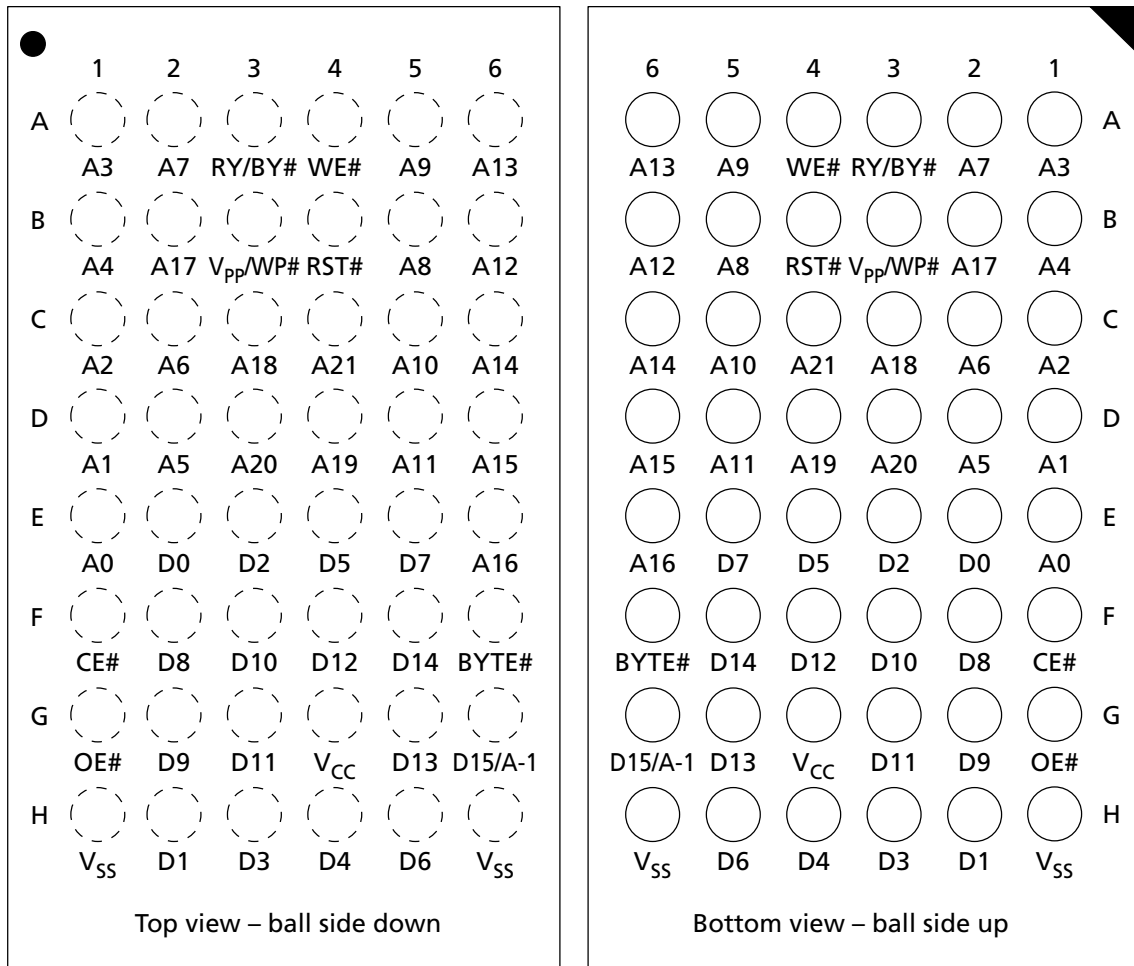 1 2 3 4 5 6
A
A3 A7 RY/BY# WE# A9 A13
B
A4 A17 VPP/WP# RST# A8 A12
C
A2 A6 A18 A21 A10 A14
D
A1 A5 A20 A19 A11 A15
E
A0 D0 D2 D5 D7 A16
F
CE# D8 D10 D12 D14 BYTE#
G
OE# D9 D11 VCC D13 D15/A-1
H
VSS D1 D3 D4 D6 VSS
Top view – ball side down
6 5 4 3 2 1
A
A13 A9 WE# RY/BY# A7 A3
B
A12 A8 RST# VPP/WP# A17 A4
C
A14 A10 A21 A18 A6 A2
D
A15 A11 A19 A20 A5 A1
E
A16 D7 D5 D2 D0 A0
F
BYTE# D14 D12 D10 D8 CE#
G
D15/A-1 D13 VCC D11 D9 OE#
H
VSS D6 D4 D3 D1 VSS
Bottom view – ball side up